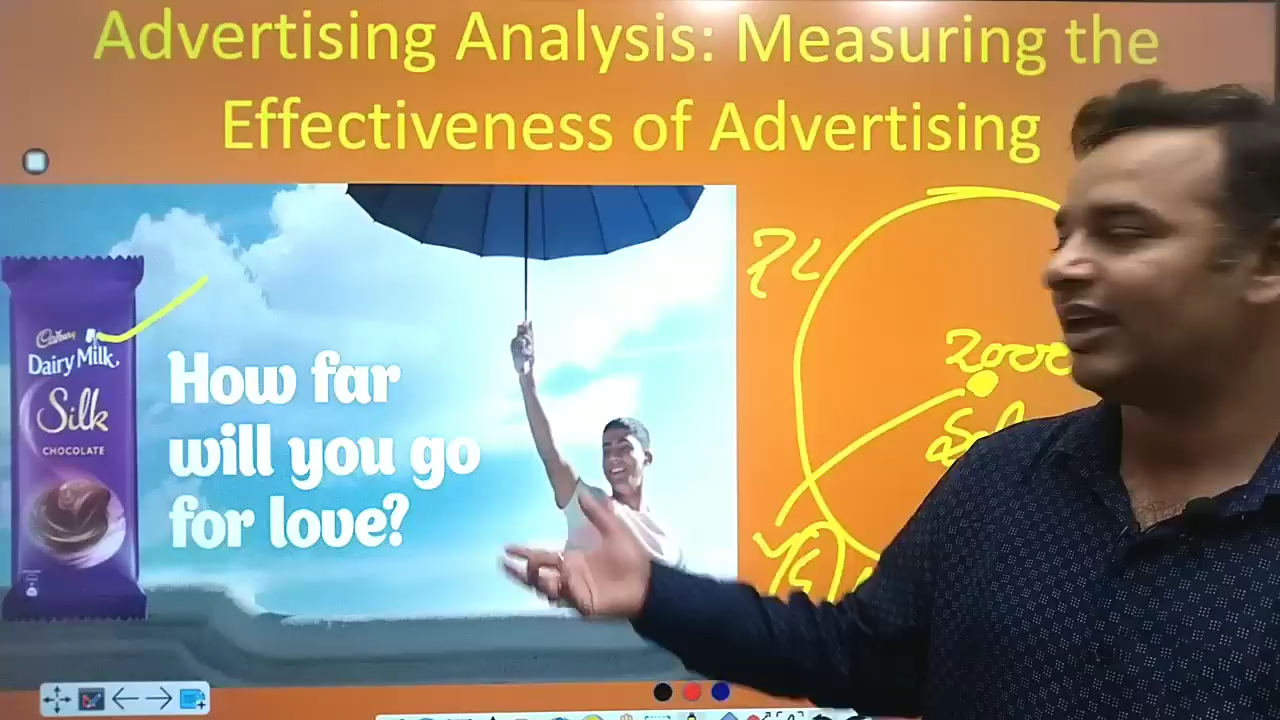 Advertising Analysis: Measuring the
Effectiveness of Advertising
Cadbury
Dairy Milk
Silk
CHOCOLATE
How far
will you go
for love?